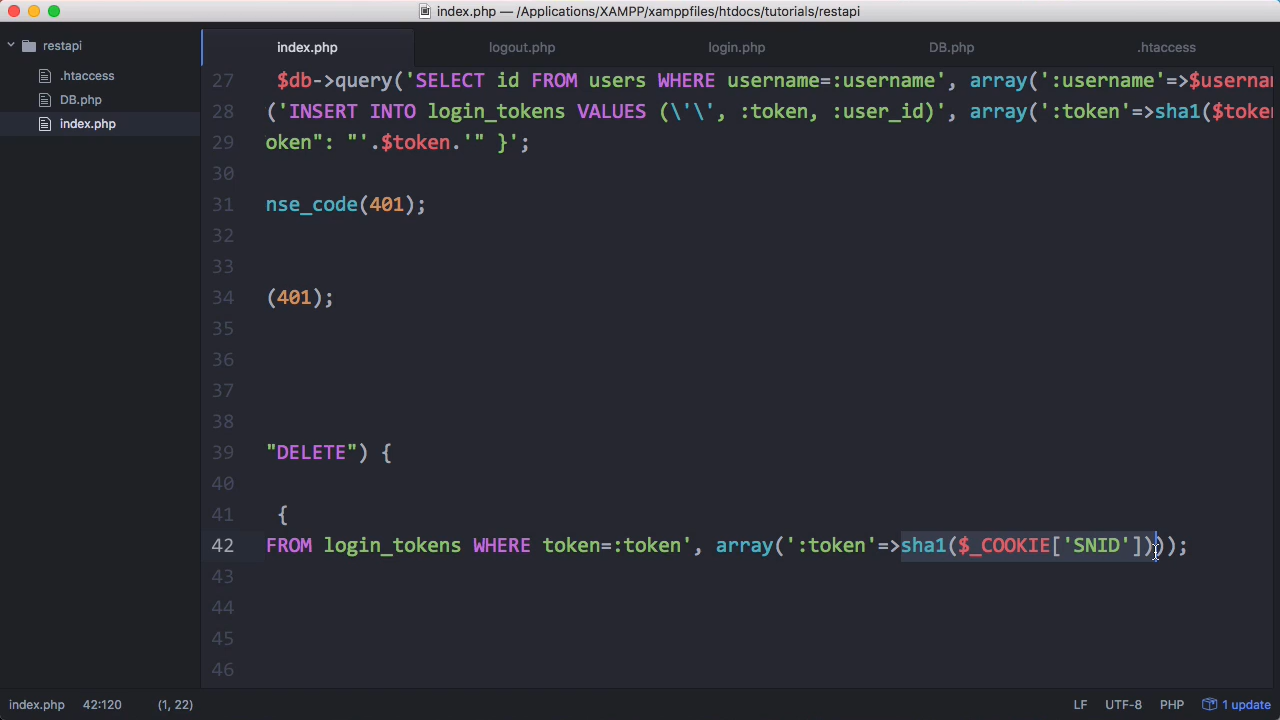 index.php — /Applications/XAMPP/xamppfiles/htdocs/tutorials/restapi
restapi
.htaccess
DB.php
index.php
index.php logout.php login.php DB.php .htaccess
27 $db->query('SELECT id FROM users WHERE username=:username', array(':username'=>$userna
28 ('INSERT INTO login_tokens VALUES (\'\', :token, :user_id)', array(':token'=>sha1($toke
29 oken": "'.$token.'" }';
30
31 nse_code(401);
32
33
34 (401);
35
36
37
38
39 "DELETE") {
40
41 {
42 FROM login_tokens WHERE token=:token', array(':token'=>sha1($_COOKIE['SNID'])));
43
44
45
46
index.php 42:120 (1, 22) LF UTF-8 PHP 1 update